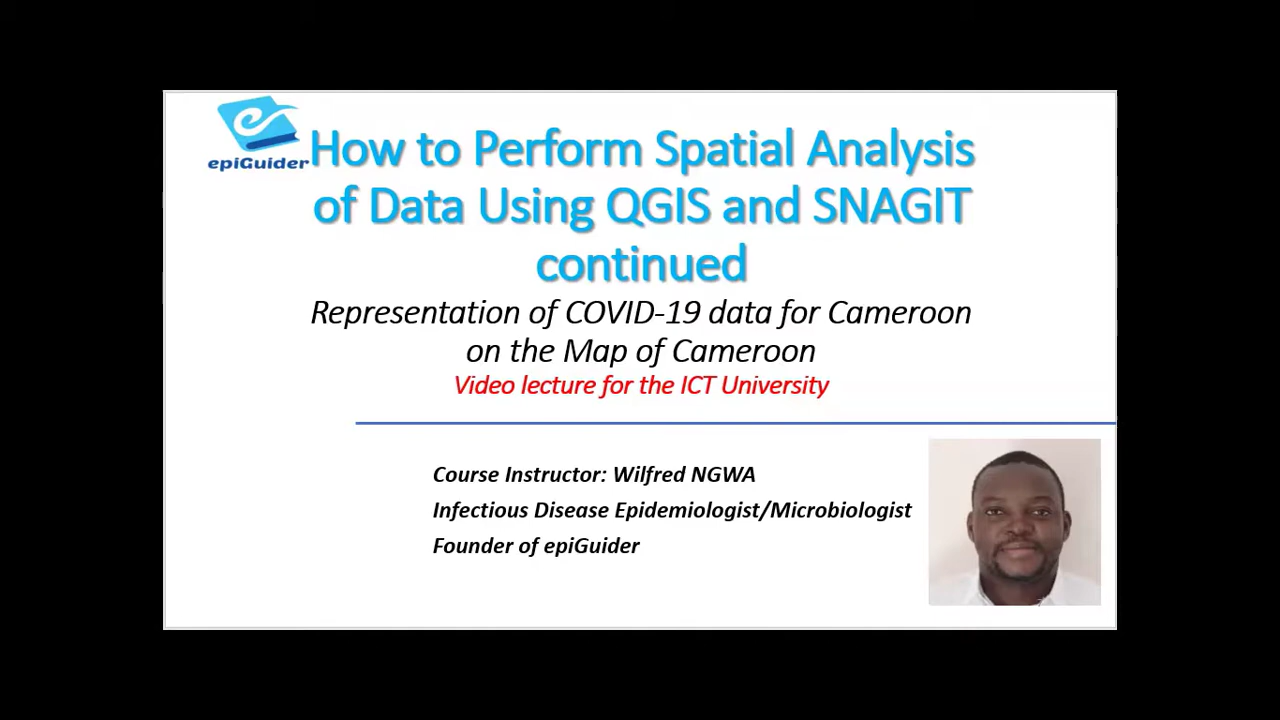 epiGuider
How to Perform Spatial Analysis
of Data Using QGIS and SNAGIT
continued
Representation of COVID-19 data for Cameroon
on the Map of Cameroon
Video lecture for the ICT University
Course Instructor: Wilfred NGWA
Infectious Disease Epidemiologist/Microbiologist
Founder of epiGuider